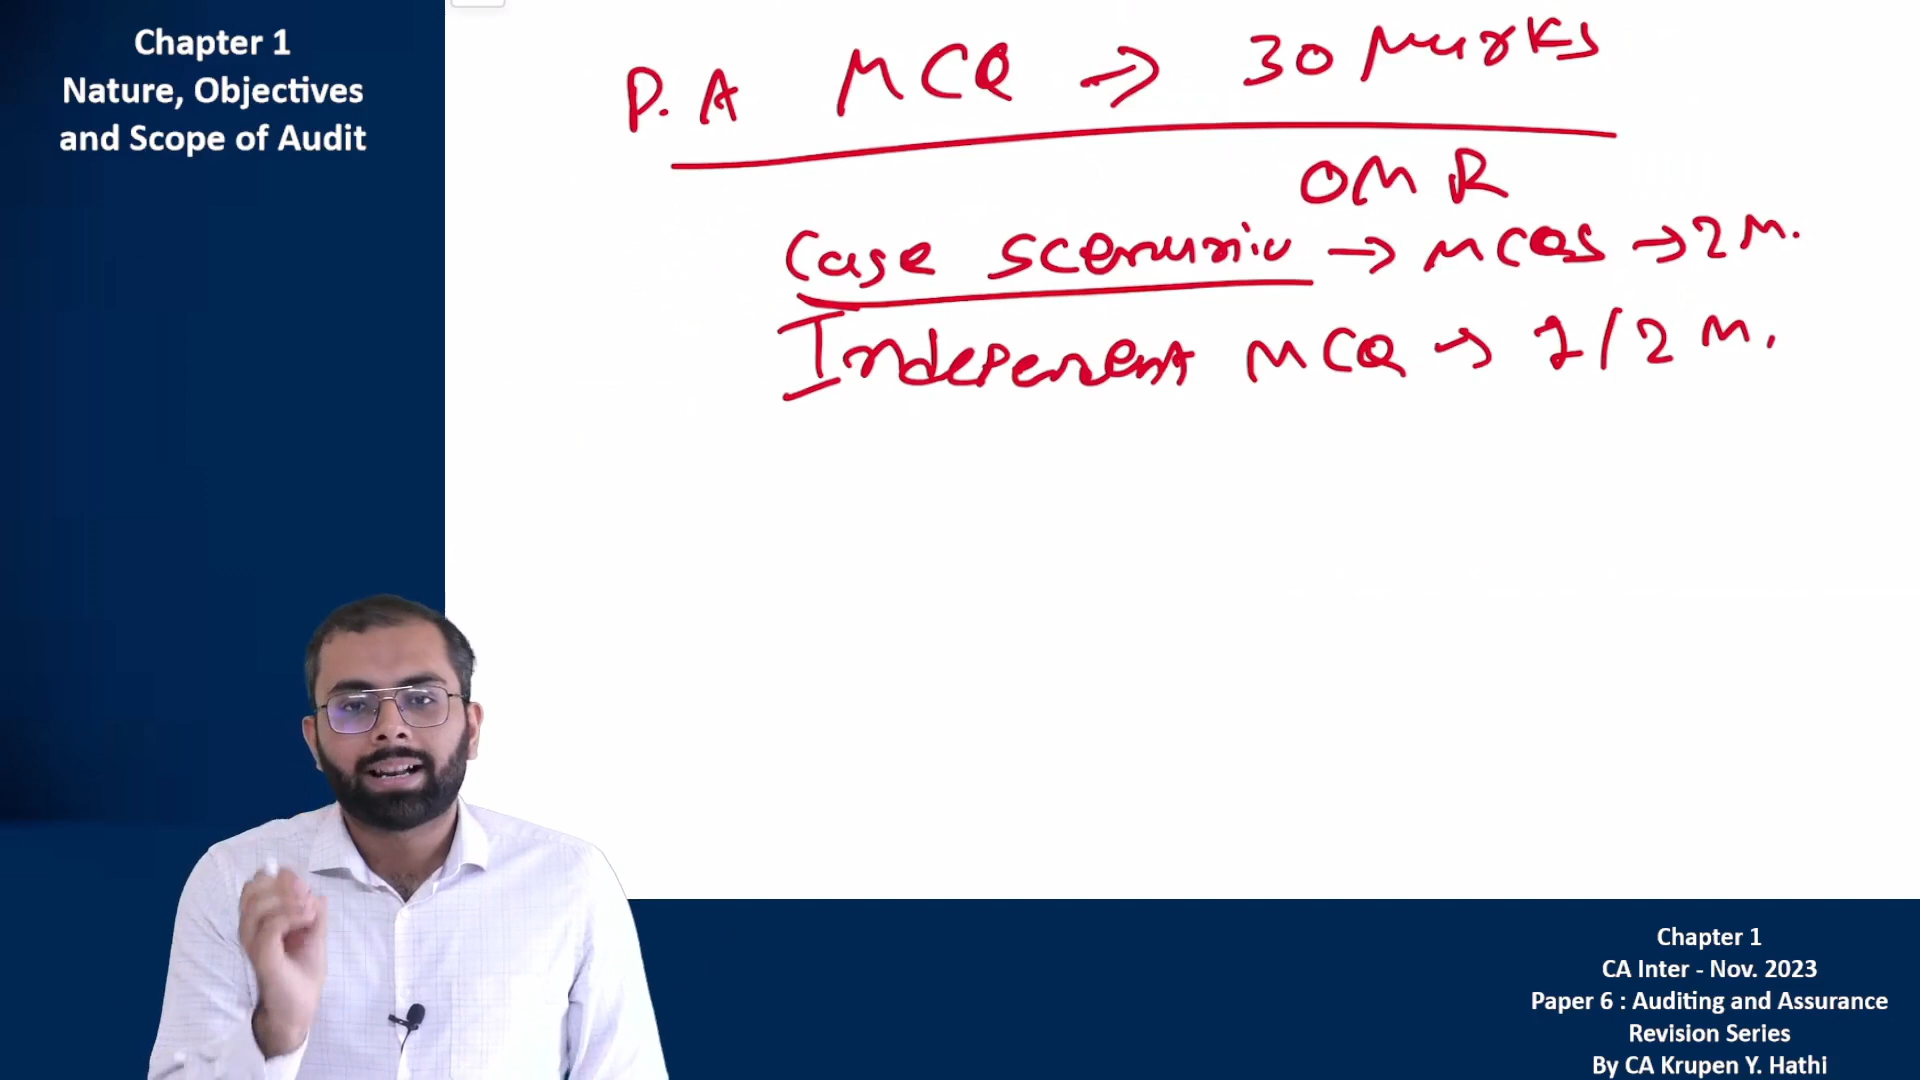 Chapter 1
Nature, Objectives
and Scope of Audit
P.A MCQ → 30 Marks
OMR
Case scenario → MCQs → 2 M.
Independent MCQ → 1/2 M.
Chapter 1
CA Inter - Nov. 2023
Paper 6 : Auditing and Assurance
Revision Series
By CA Krupen Y. Hathi